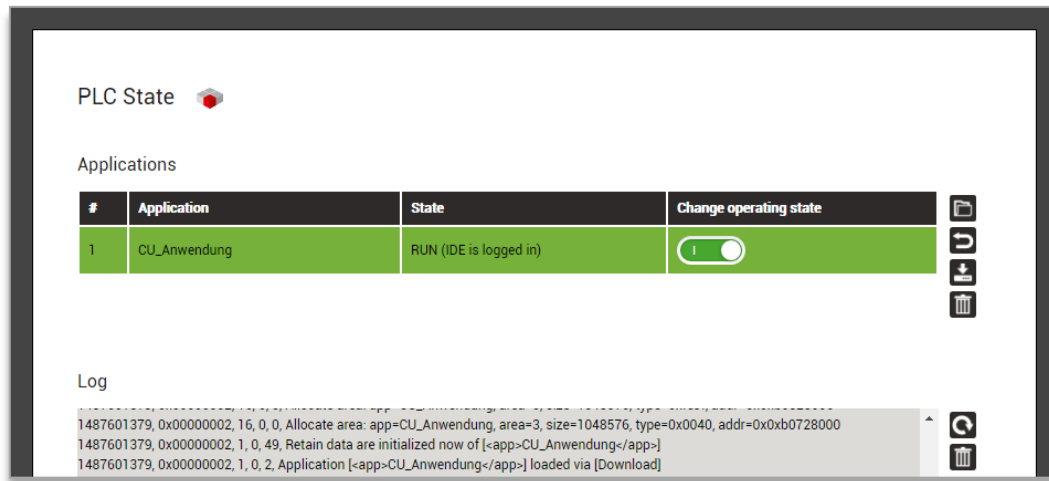 PLC State
Applications
# Application State Change operating state
1 CU_Anwendung RUN (IDE is logged in) I
Log
1487601379, 0x00000002, 16, 0, 0, Allocate area: app=CU_Anwendung, area=3, size=1048576, type=0x0040, addr=0x0xb0728000
1487601379, 0x00000002, 1, 0, 49, Retain data are initialized now of [<app>CU_Anwendung</app>]
1487601379, 0x00000002, 1, 0, 2, Application [<app>CU_Anwendung</app>] loaded via [Download]